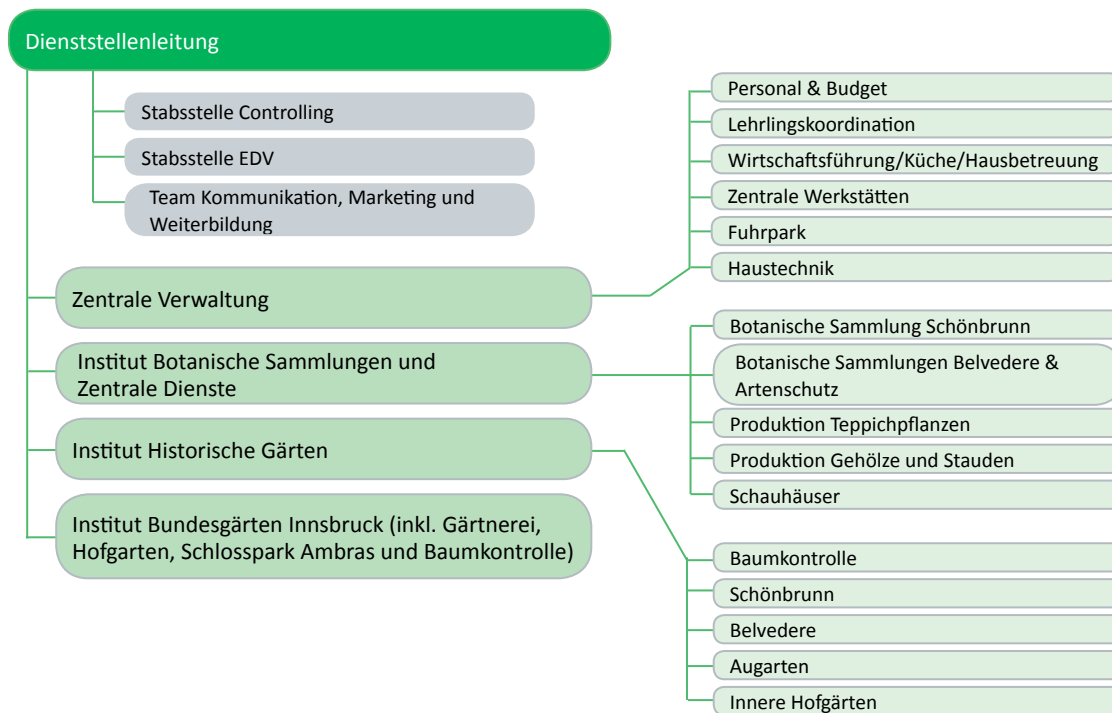 Dienststellenleitung
Stabsstelle Controlling
Stabsstelle EDV
Team Kommunikation, Marketing und
Weiterbildung
Zentrale Verwaltung
Institut Botanische Sammlungen und
Zentrale Dienste
Institut Historische Gärten
Institut Bundesgärten Innsbruck (inkl. Gärtnerei,
Hofgarten, Schlosspark Ambras und Baumkontrolle)
Personal & Budget
Lehrlingskoordination
Wirtschaftsführung/Küche/Hausbetreuung
Zentrale Werkstätten
Fuhrpark
Haustechnik
Botanische Sammlung Schönbrunn
Botanische Sammlungen Belvedere &
Artenschutz
Produktion Teppichpflanzen
Produktion Gehölze und Stauden
Schauhäuser
Baumkontrolle
Schönbrunn
Belvedere
Augarten
Innere Hofgärten